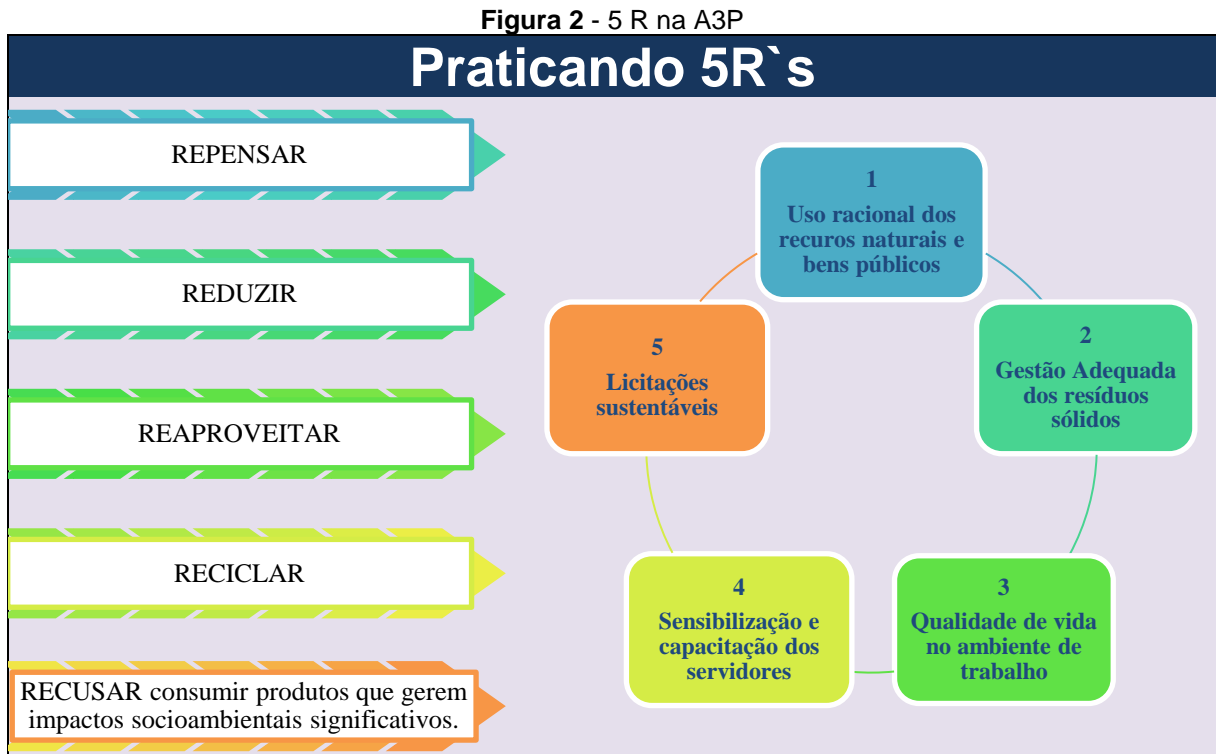 Figura 2 - 5 R na A3P
Praticando 5R`s
REPENSAR
REDUZIR
REAPROVEITAR
RECICLAR
RECUSAR consumir produtos que gerem
impactos socioambientais significativos.
1
Uso racional dos
recuros naturais e
bens públicos
2
Gestão Adequada
dos resíduos
sólidos
3
Qualidade de vida
no ambiente de
trabalho
4
Sensibilização e
capacitação dos
servidores
5
Licitações
sustentáveis